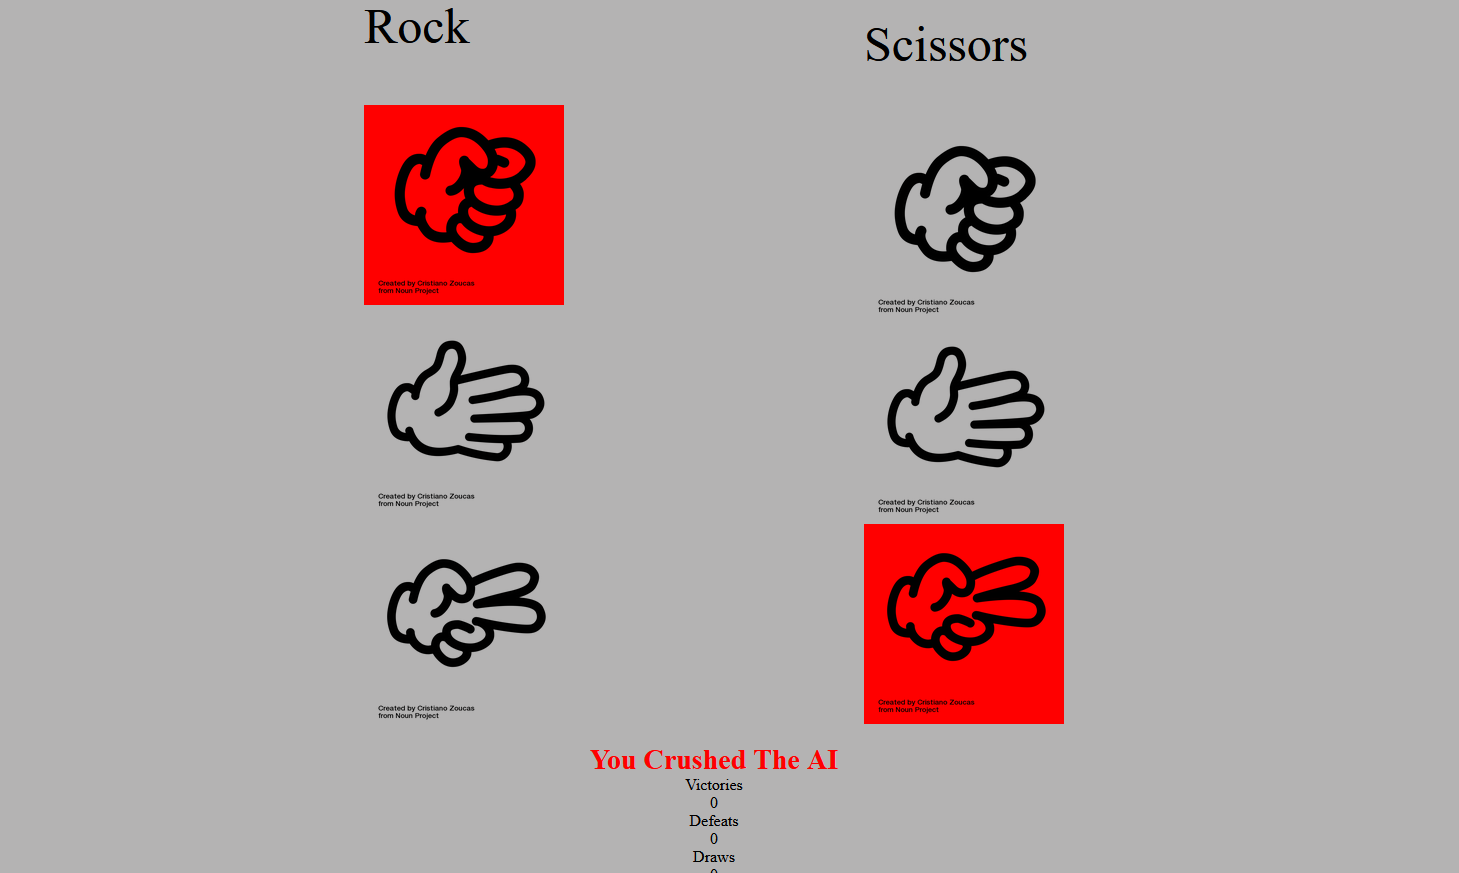 Rock
Scissors
Created by Cristiano Zoucas
from Noun Project
Created by Cristiano Zoucas
from Noun Project
Created by Cristiano Zoucas
from Noun Project
Created by Cristiano Zoucas
from Noun Project
Created by Cristiano Zoucas
from Noun Project
Created by Cristiano Zoucas
from Noun Project
You Crushed The AI
Victories
0
Defeats
0
Draws